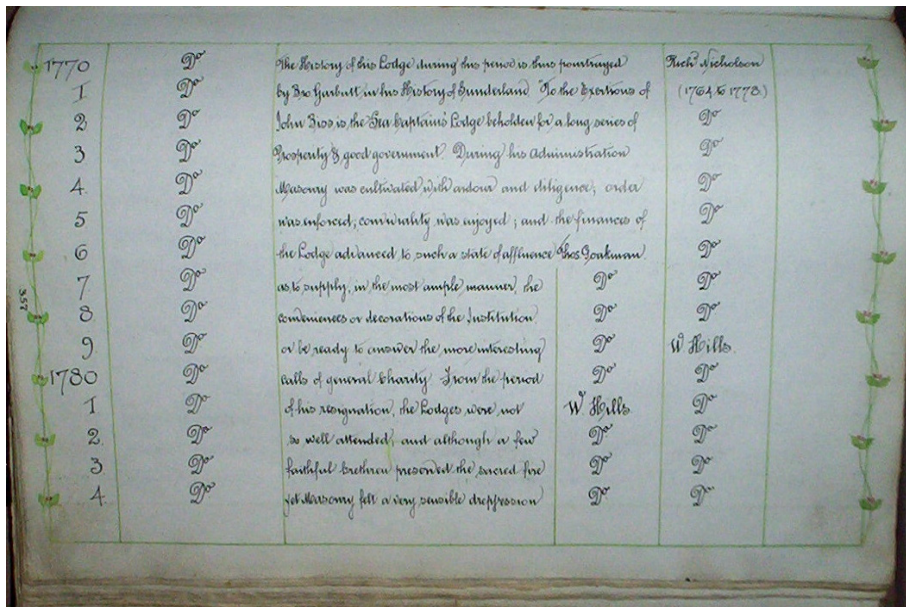 1770 Do The History of this Lodge during this period is thus pourtrayed Richd Nicholson
1 Do by Bro Garbutt in his History of Sunderland "To the Exertions of (1764 to 1778.)
2 Do John Biss is the Sea Captains' Lodge beholden for a long series of Do
3 Do Prosperity & good government. During his Administration Do
4 Do Masonry was cultivated with ardour and diligence; order Do
5 Do was enforced; conviviality was enjoyed; and the finances of Do
6 Do the Lodge advanced to such a state of affluence Thos Do
7 Do as to supply, in the most ample manner, the Do Do
8 Do conveniences or decorations of the Institution Do Do
9 Do or be ready to answer the more interesting Do W Hills.
1780 Do calls of general Charity From the period Do Do
1 Do of his resignation, the Lodges were not W Hills Do
2 Do so well attended; and although a few Do Do
3 Do faithful brethren preserved the sacred fire Do Do
4 Do yet Masonry felt a very sensible Do Do
357